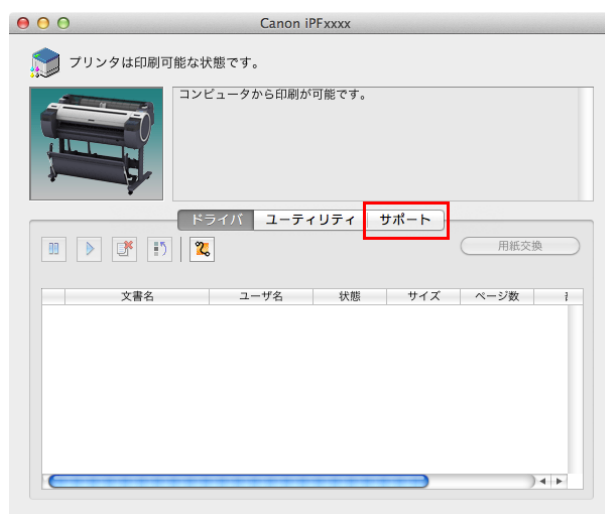 Canon iPFxxxx
プリンタは印刷可能な状態です。
コンピュータから印刷が可能です。
ドライバ ユーティリティ サポート
用紙交換
文書名 ユーザ名 状態 サイズ ページ数